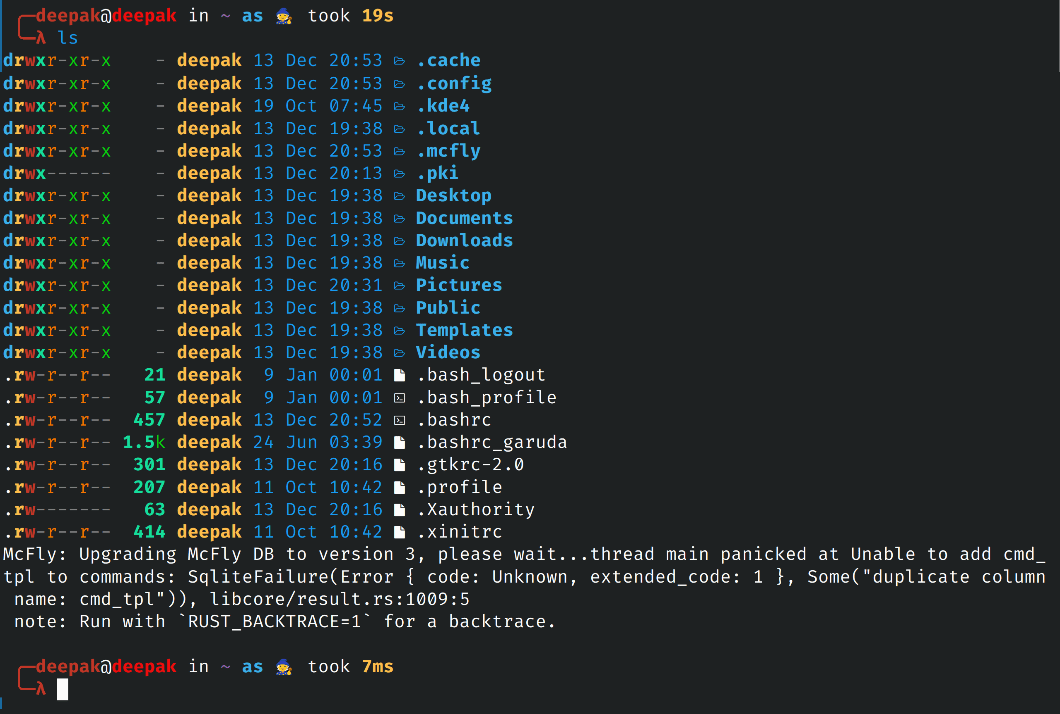 deepak@deepak in ~ as 🧙 took 19s
λ ls
drwxr-xr-x - deepak 13 Dec 20:53 .cache
drwxr-xr-x - deepak 13 Dec 20:53 .config
drwxr-xr-x - deepak 19 Oct 07:45 .kde4
drwxr-xr-x - deepak 13 Dec 19:38 .local
drwxr-xr-x - deepak 13 Dec 20:53 .mcfly
drwx------ - deepak 13 Dec 20:13 .pki
drwxr-xr-x - deepak 13 Dec 19:38 Desktop
drwxr-xr-x - deepak 13 Dec 19:38 Documents
drwxr-xr-x - deepak 13 Dec 19:38 Downloads
drwxr-xr-x - deepak 13 Dec 19:38 Music
drwxr-xr-x - deepak 13 Dec 20:31 Pictures
drwxr-xr-x - deepak 13 Dec 19:38 Public
drwxr-xr-x - deepak 13 Dec 19:38 Templates
drwxr-xr-x - deepak 13 Dec 19:38 Videos
.rw-r--r-- 21 deepak 9 Jan 00:01 .bash_logout
.rw-r--r-- 57 deepak 9 Jan 00:01 .bash_profile
.rw-r--r-- 457 deepak 13 Dec 20:52 .bashrc
.rw-r--r-- 1.5k deepak 24 Jun 03:39 .bashrc_garuda
.rw-r--r-- 301 deepak 13 Dec 20:16 .gtkrc-2.0
.rw-r--r-- 207 deepak 11 Oct 10:42 .profile
.rw------- 63 deepak 13 Dec 20:16 .Xauthority
.rw-r--r-- 414 deepak 11 Oct 10:42 .xinitrc
McFly: Upgrading McFly DB to version 3, please wait...thread main panicked at Unable to add cmd_
tpl to commands: SqliteFailure(Error { code: Unknown, extended_code: 1 }, Some("duplicate column
name: cmd_tpl")), libcore/result.rs:1009:5
note: Run with `RUST_BACKTRACE=1` for a backtrace.
deepak@deepak in ~ as 🧙 took 7ms
λ